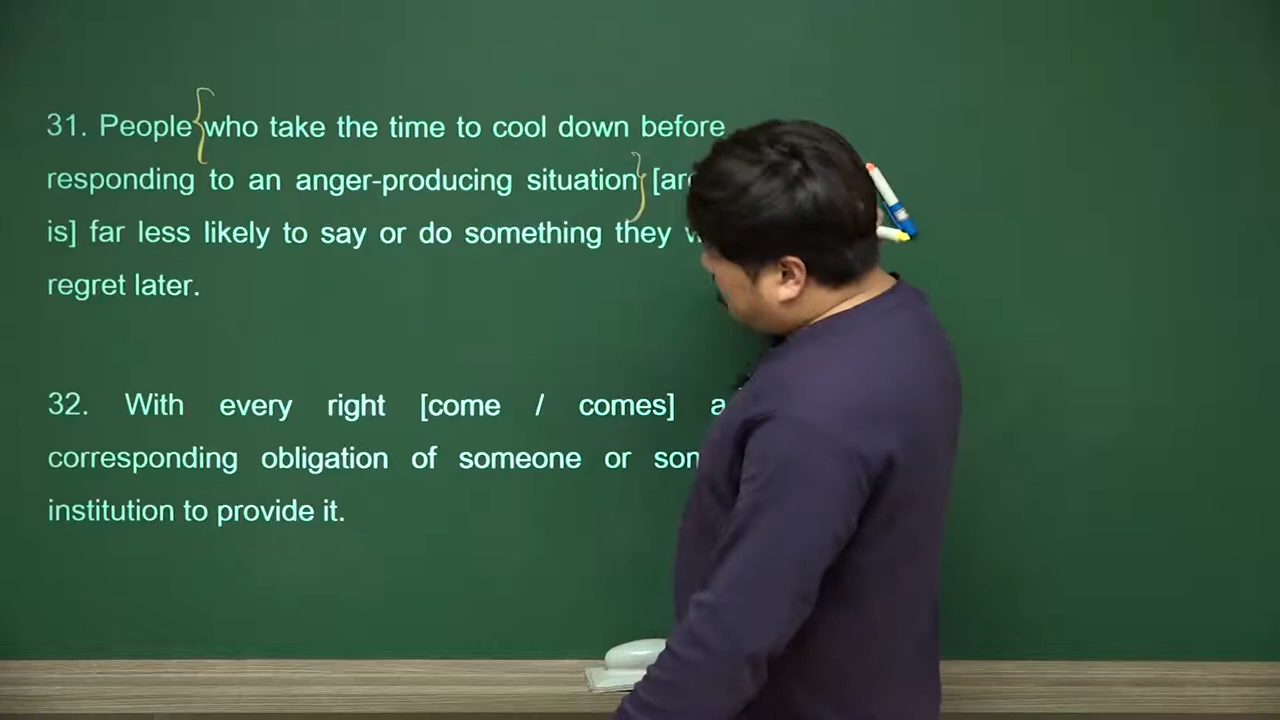 31. People who take the time to cool down before
responding to an anger-producing situation
is] far less likely to say or do something they
regret later.
32. With every right [come / comes] a
corresponding obligation of someone or
institution to provide it.